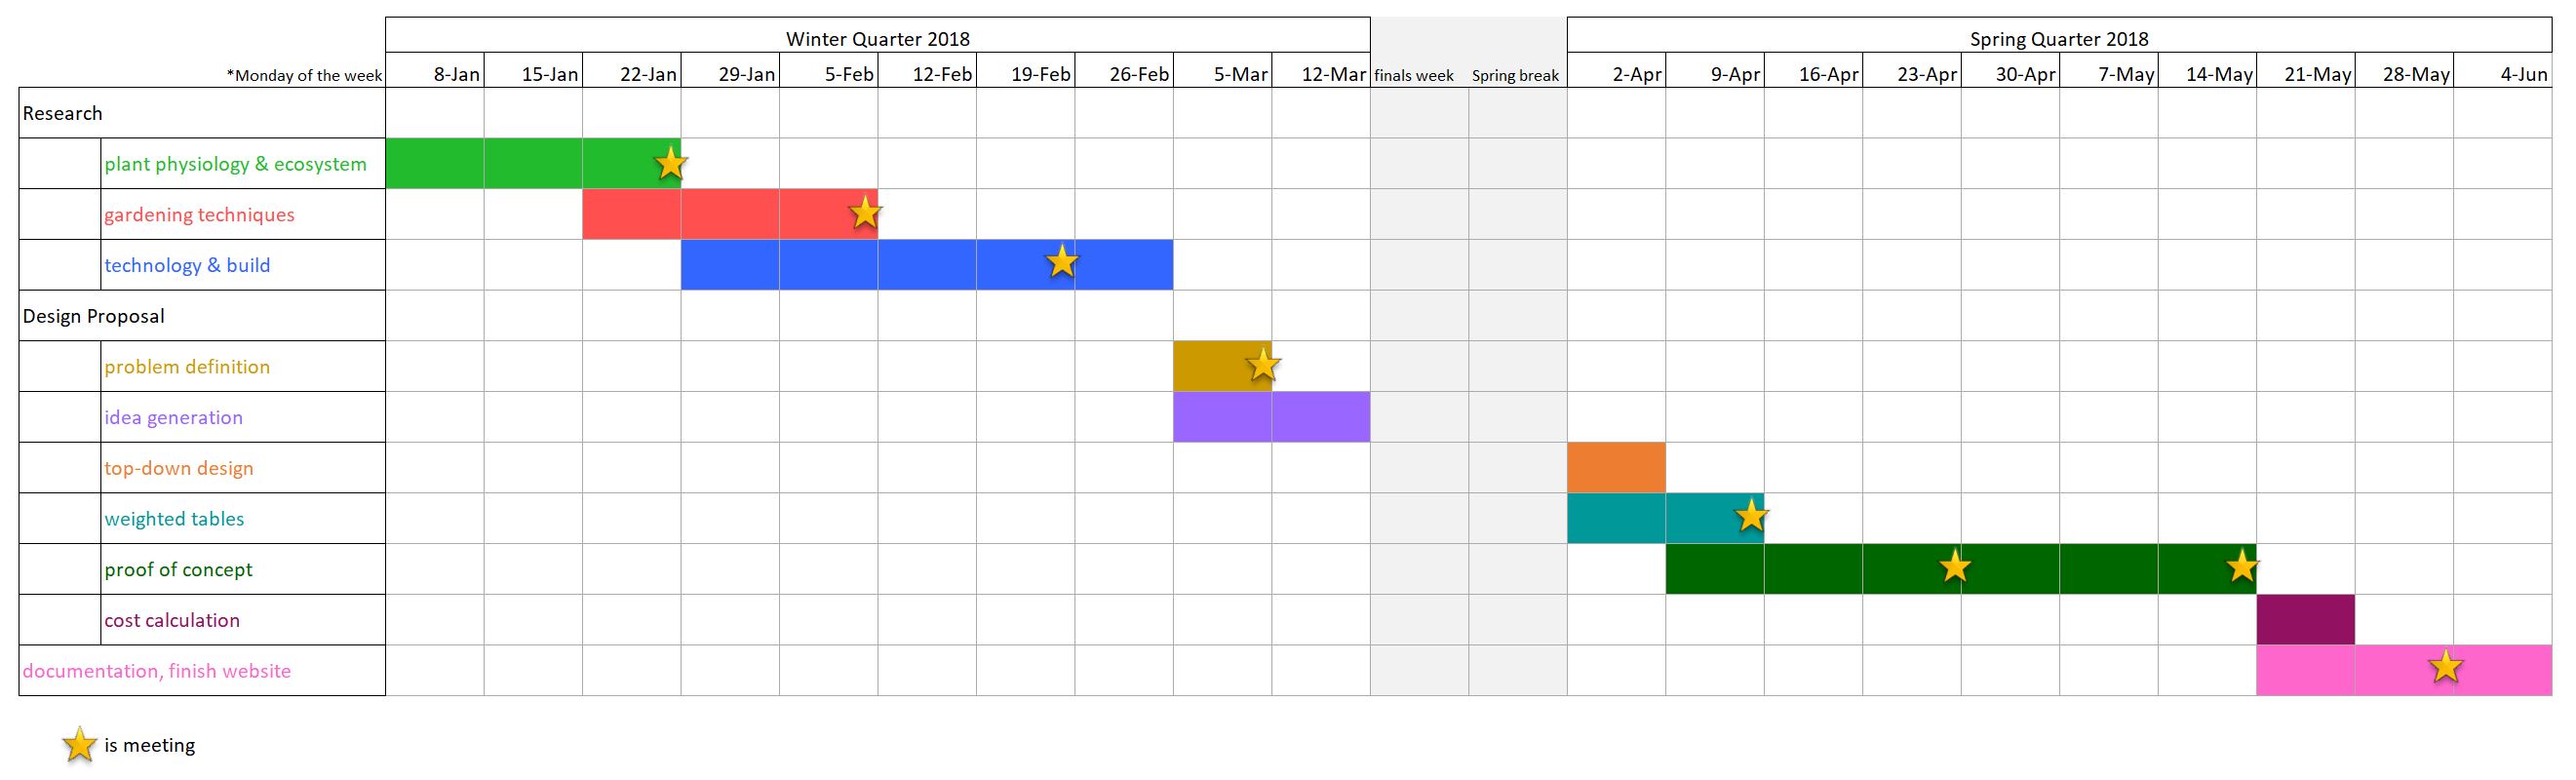 Winter Quarter 2018 Spring Quarter 2018
*Monday of the week 8-Jan 15-Jan 22-Jan 29-Jan 5-Feb 12-Feb 19-Feb 26-Feb 5-Mar 12-Mar finals week Spring break 2-Apr 9-Apr 16-Apr 23-Apr 30-Apr 7-May 14-May 21-May 28-May 4-Jun
Research
plant physiology & ecosystem
gardening techniques
technology & build
Design Proposal
problem definition
idea generation
top-down design
weighted tables
proof of concept
cost calculation
documentation, finish website
is meeting